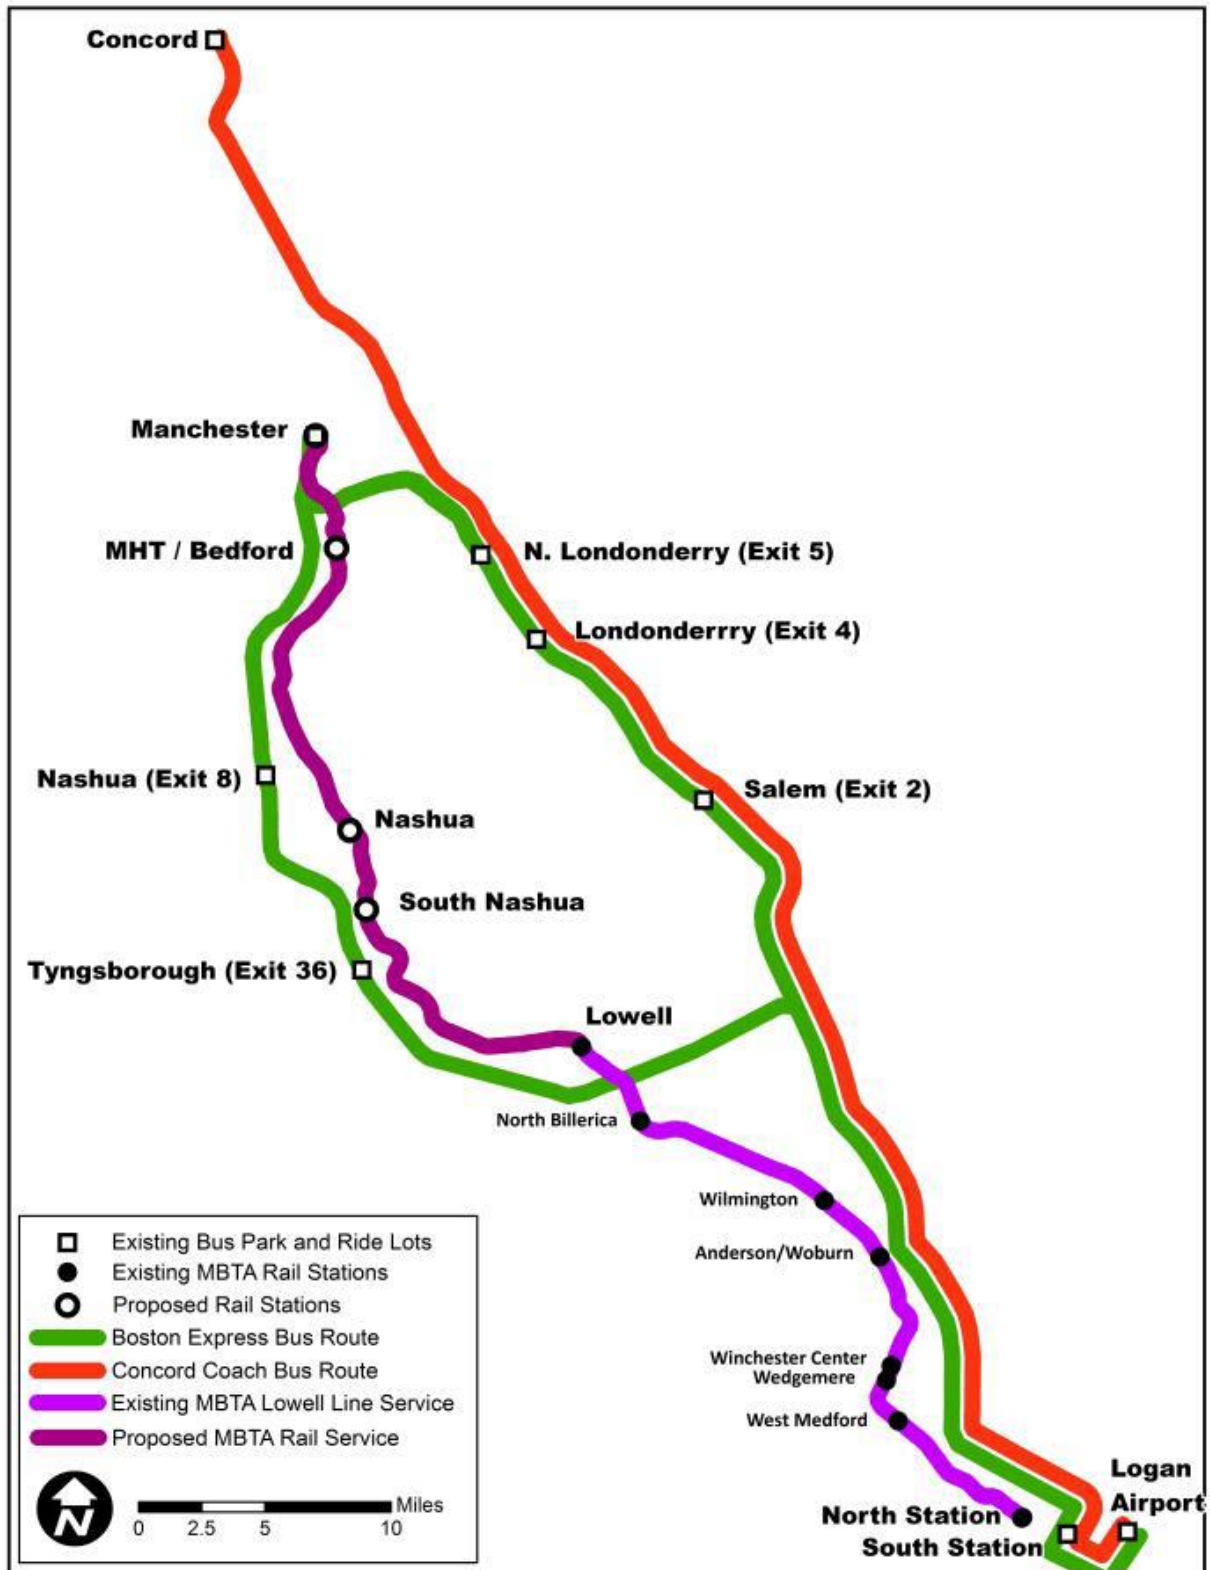 Concord
Manchester
MHT / Bedford
N. Londonderry (Exit 5)
Londonderrry (Exit 4)
Nashua (Exit 8)
Salem (Exit 2)
Nashua
South Nashua
Tyngsborough (Exit 36)
Lowell
North Billerica
Wilmington
Anderson/Woburn
Winchester Center
Wedgemere
West Medford
Logan
Airport
North Station
South Station
Existing Bus Park and Ride Lots
Existing MBTA Rail Stations
Proposed Rail Stations
Boston Express Bus Route
Concord Coach Bus Route
Existing MBTA Lowell Line Service
Proposed MBTA Rail Service
N
Miles
0 2.5 5 10